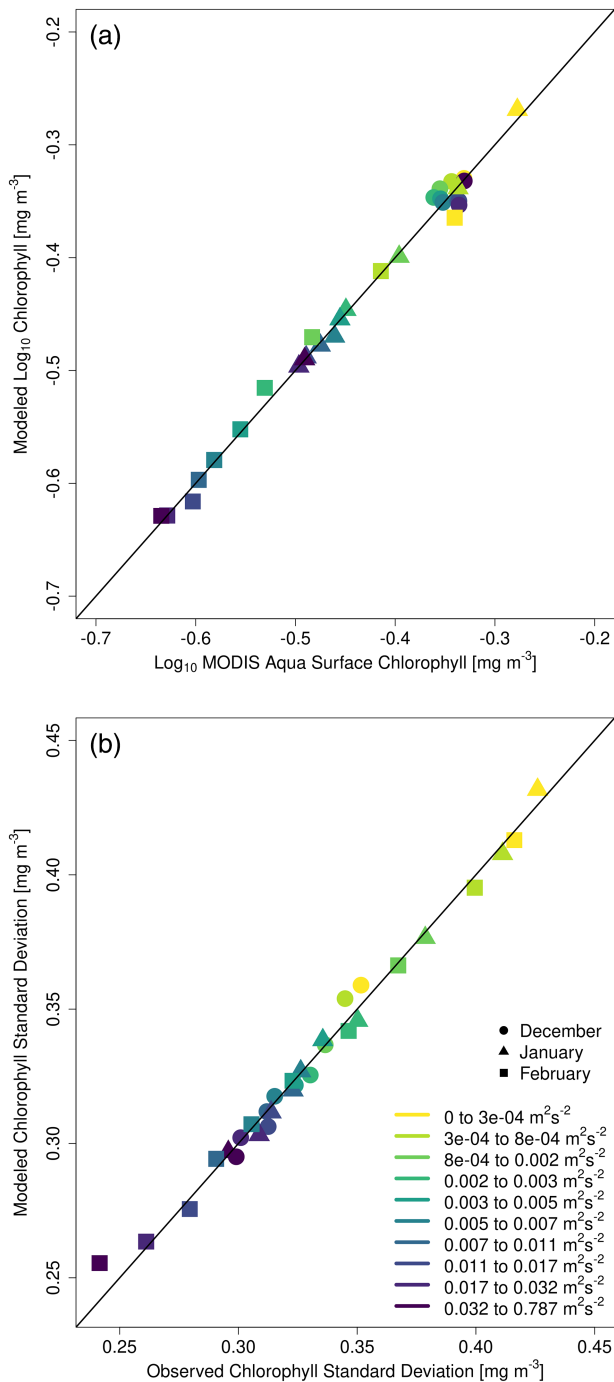 (a)
-0.2
-0.3
-0.4
-0.5
-0.6
-0.7
Modeled Log₁₀ Chlorophyll [mg m⁻³]
-0.7 -0.6 -0.5 -0.4 -0.3 -0.2
Log₁₀ MODIS Aqua Surface Chlorophyll [mg m⁻³]
(b)
0.45
0.40
0.35
0.30
0.25
Modeled Chlorophyll Standard Deviation [mg m⁻³]
December
January
February
0 to 3e-04 m²s⁻²
3e-04 to 8e-04 m²s⁻²
8e-04 to 0.002 m²s⁻²
0.002 to 0.003 m²s⁻²
0.003 to 0.005 m²s⁻²
0.005 to 0.007 m²s⁻²
0.007 to 0.011 m²s⁻²
0.011 to 0.017 m²s⁻²
0.017 to 0.032 m²s⁻²
0.032 to 0.787 m²s⁻²
0.25 0.30 0.35 0.40 0.45
Observed Chlorophyll Standard Deviation [mg m⁻³]